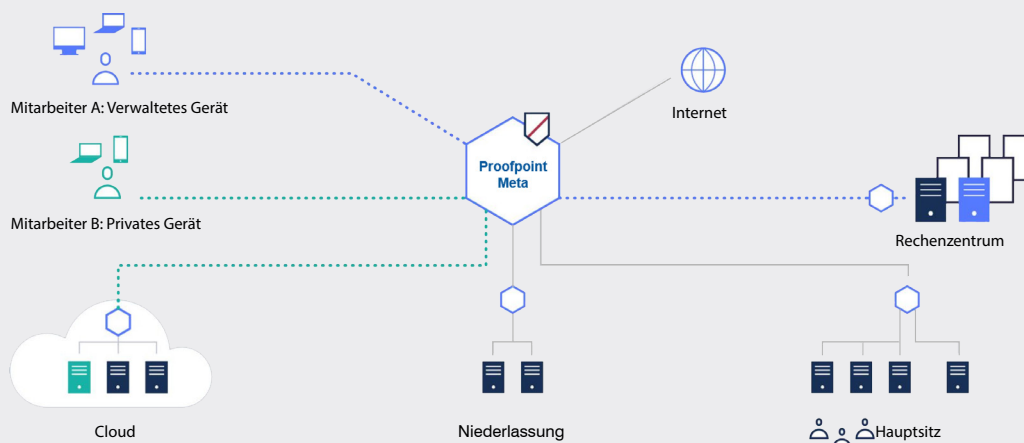 Mitarbeiter A: Verwaltetes Gerät
Internet
Proofpoint
Meta
Mitarbeiter B: Privates Gerät
Rechenzentrum
Cloud
Niederlassung
Hauptsitz